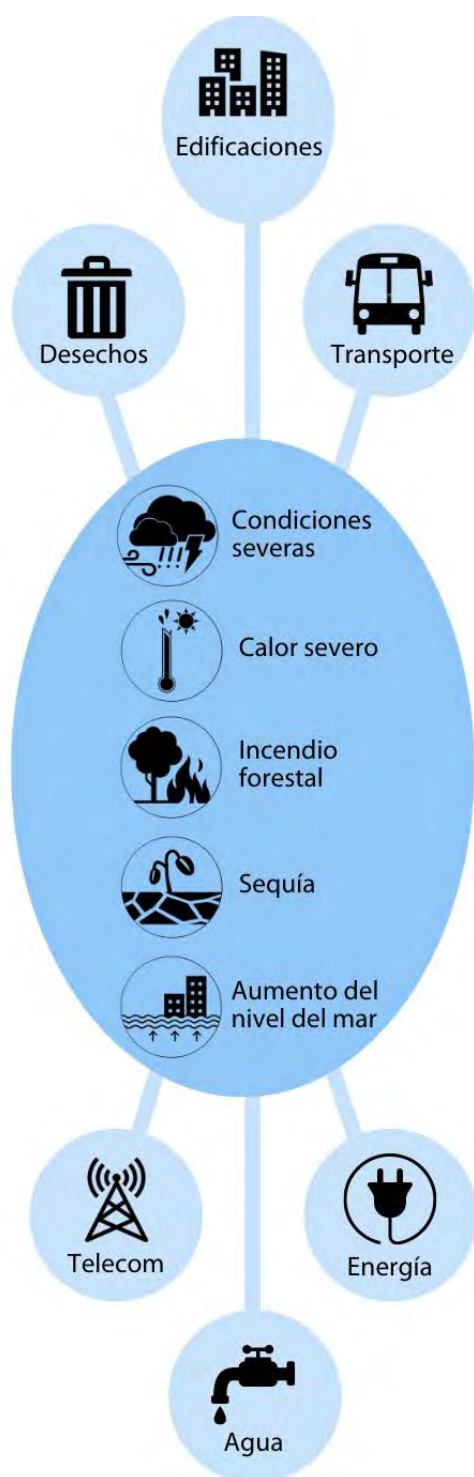 Edificaciones
Desechos
Transporte
Condiciones
severas
Calor severo
Incendio
forestal
Sequía
Aumento del
nivel del mar
Telecom
Energía
Agua